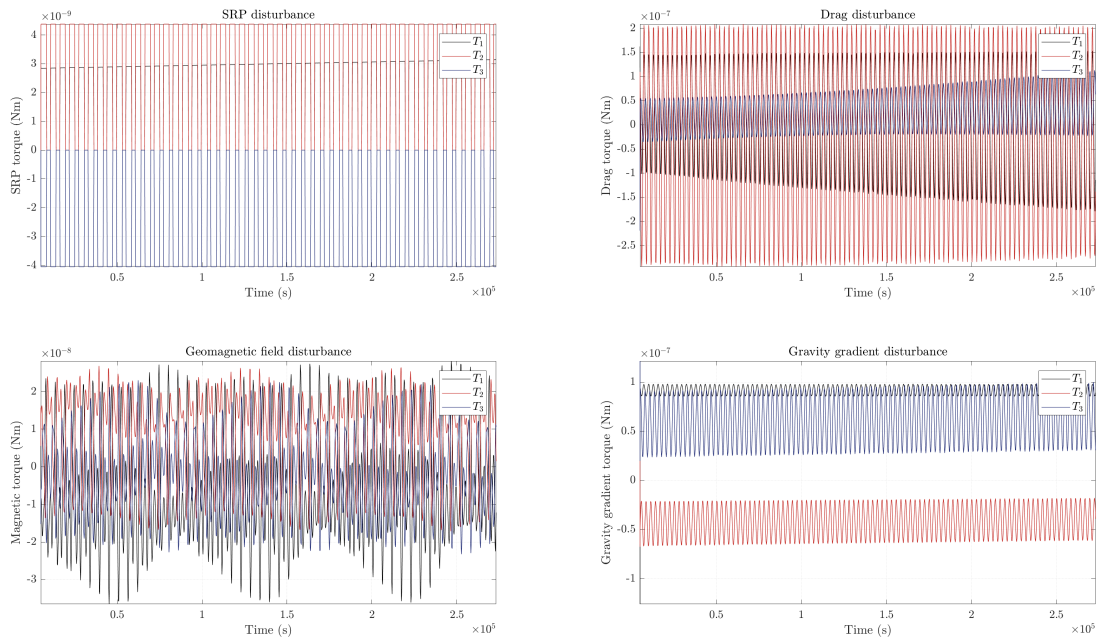 SRP disturbance
×10⁻⁹
4
3
2
1
0
-1
-2
-3
-4
SRP torque (Nm)
T₁
T₂
T₃
0.5
1
1.5
2
2.5
Time (s)
×10⁵
Drag disturbance
×10⁻⁷
2
1.5
1
0.5
0
-0.5
-1
-1.5
-2
-2.5
Drag torque (Nm)
T₁
T₂
T₃
0.5
1
1.5
2
2.5
Time (s)
×10⁵
Geomagnetic field disturbance
×10⁻⁸
2
1
0
-1
-2
-3
Magnetic torque (Nm)
T₁
T₂
T₃
0.5
1
1.5
2
2.5
Time (s)
×10⁵
Gravity gradient disturbance
×10⁻⁷
1
0.5
0
-0.5
-1
Gravity gradient torque (Nm)
T₁
T₂
T₃
0.5
1
1.5
2
2.5
Time (s)
×10⁵